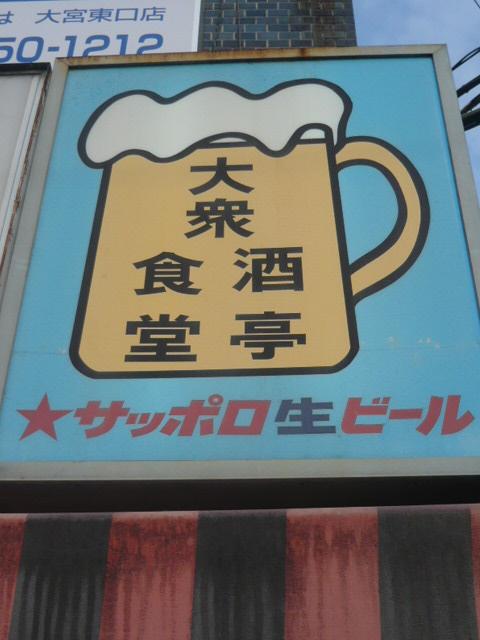 は 大宮東口店
50-1212
大衆
酒亭
食堂
★サッポロ生ビール